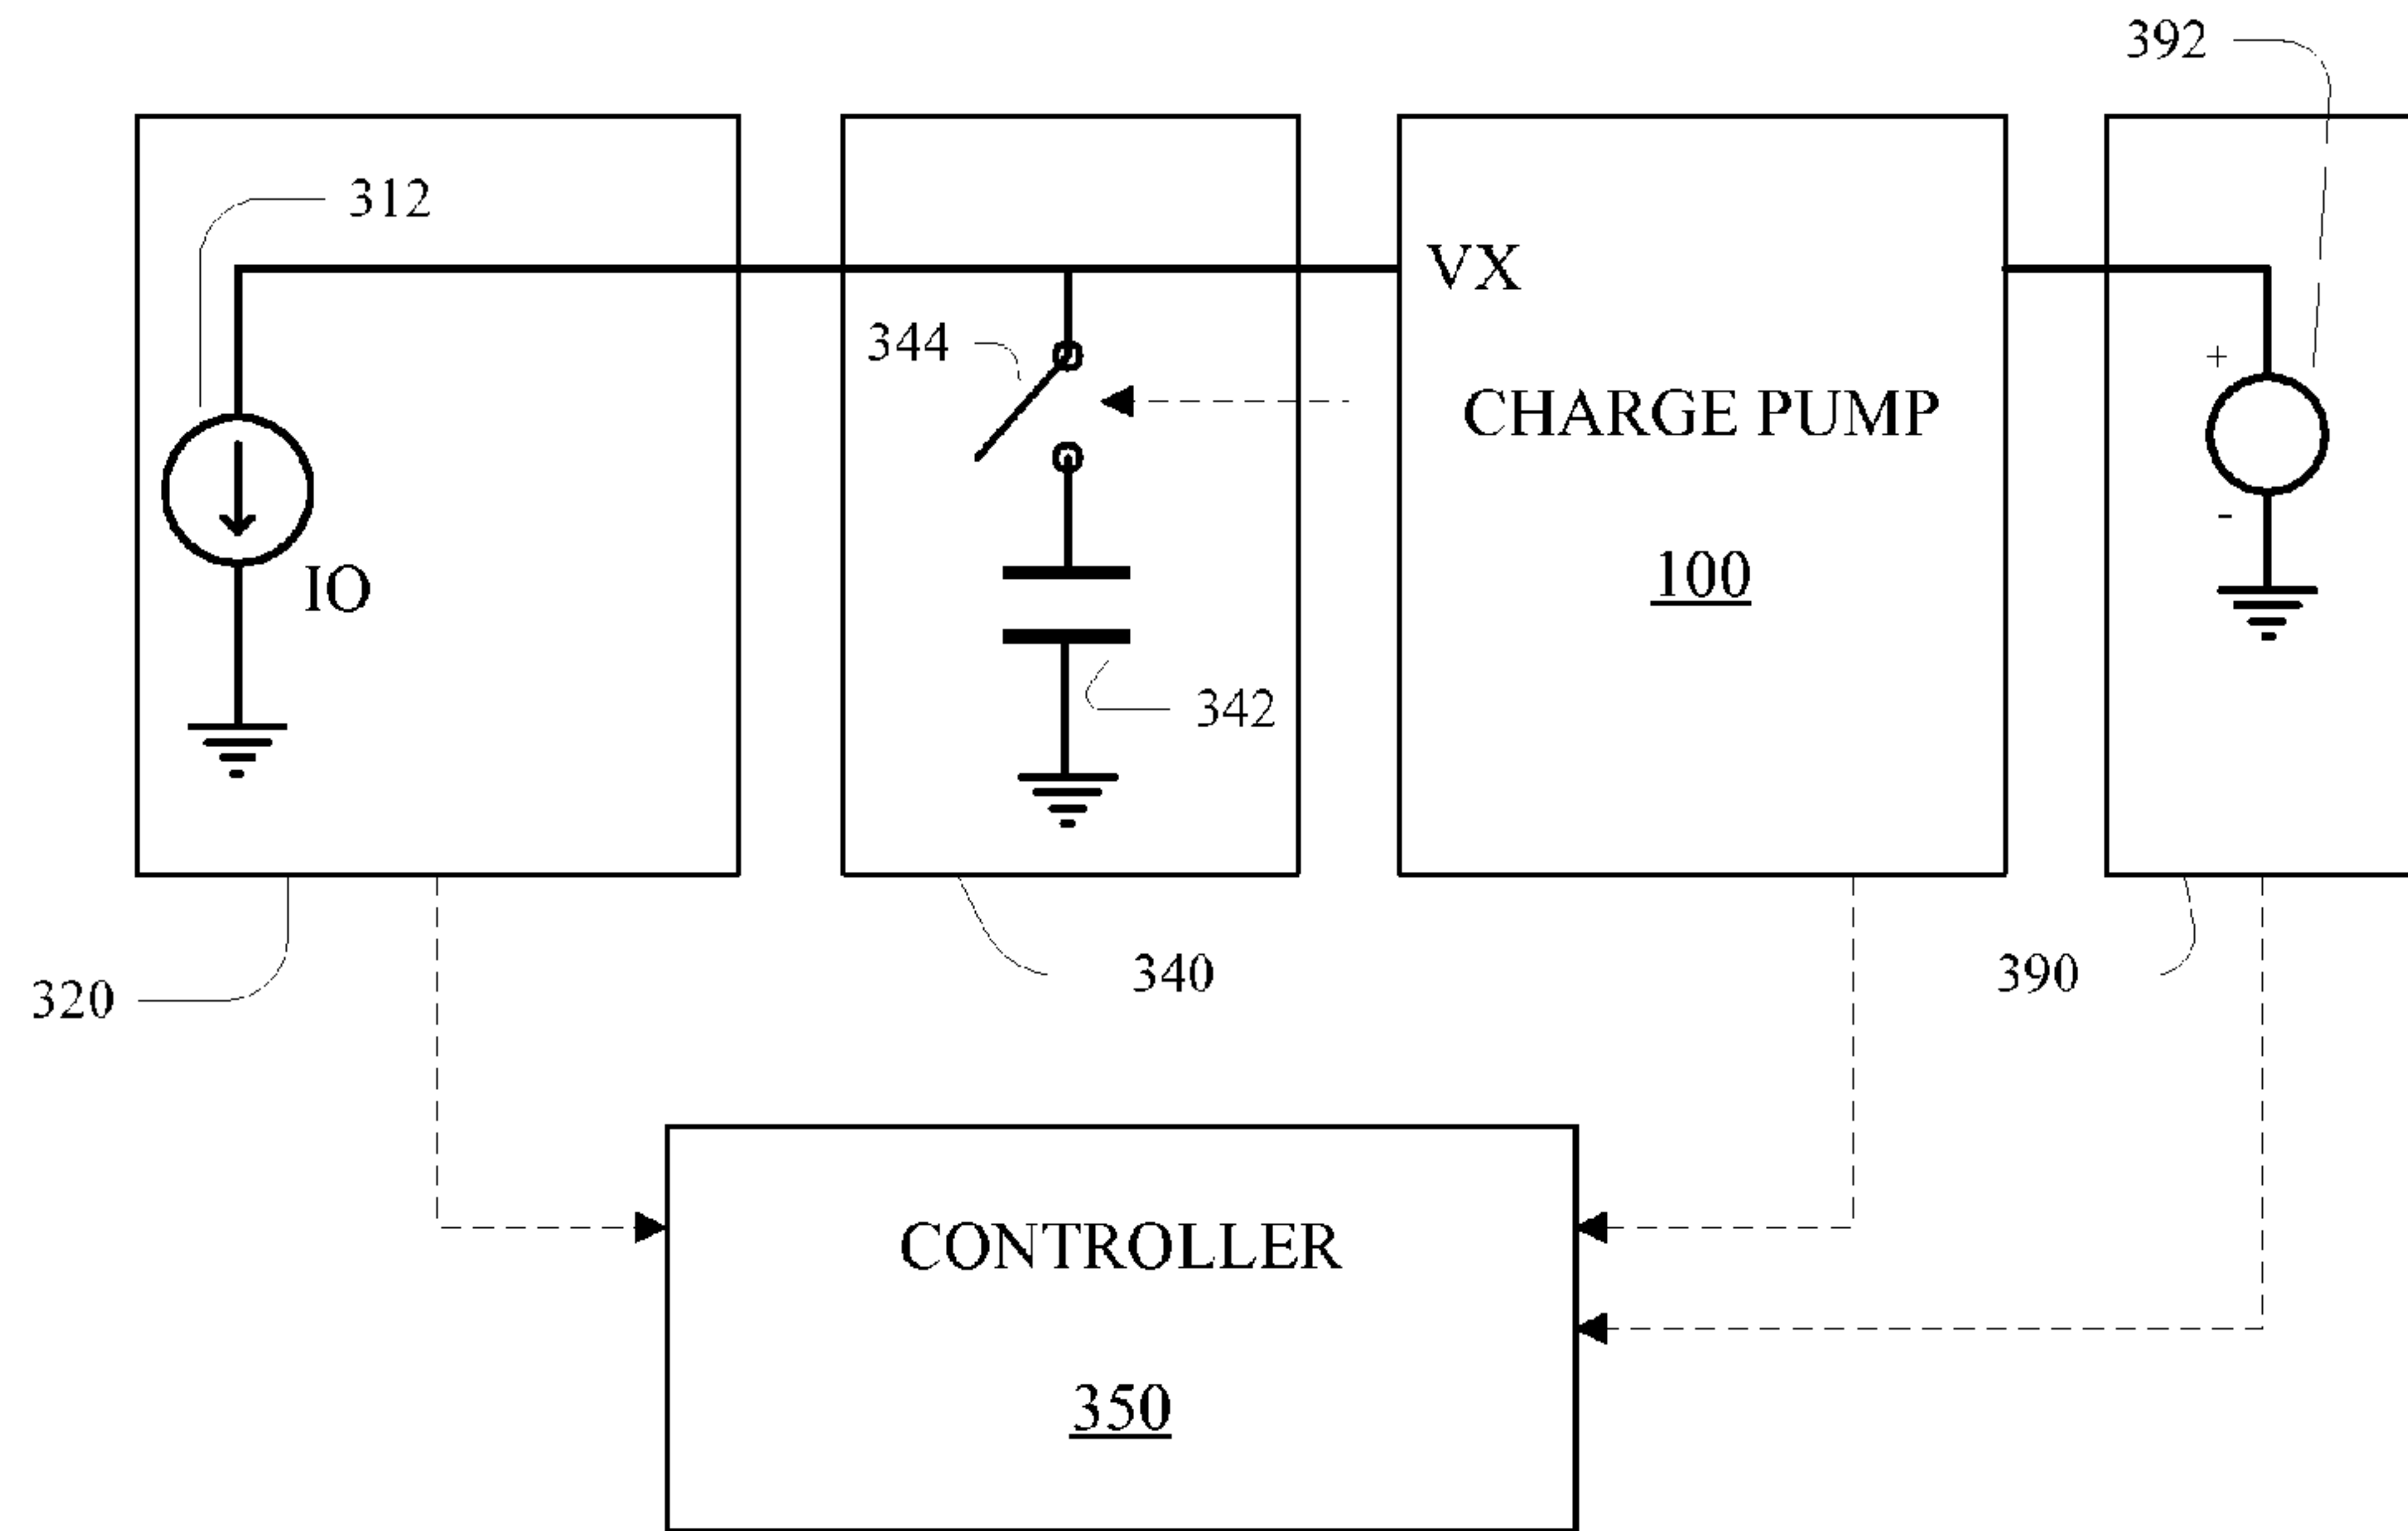 392
312
VX
344
+
CHARGE PUMP
-
100
IO
342
320
340
390
CONTROLLER
350